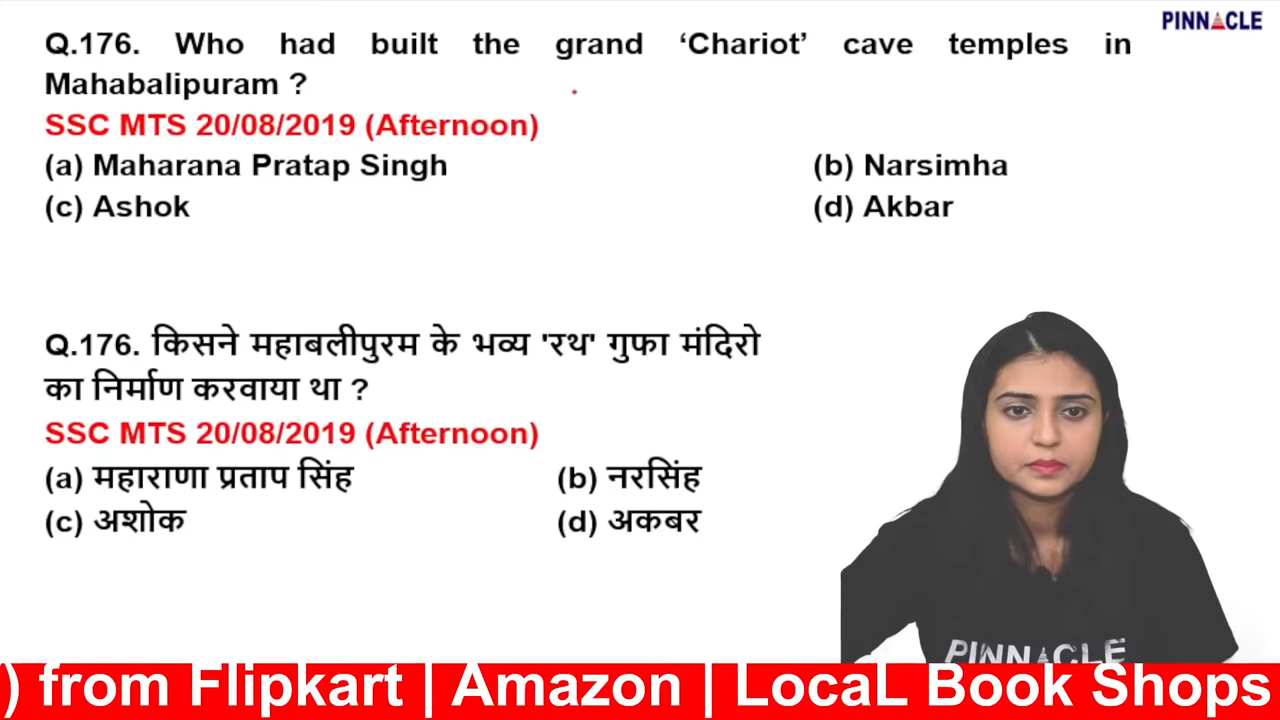 PINNACLE
Q.176. Who had built the grand ‘Chariot’ cave temples in
Mahabalipuram ?
SSC MTS 20/08/2019 (Afternoon)
(a) Maharana Pratap Singh (b) Narsimha
(c) Ashok (d) Akbar
Q.176. किसने महाबलीपुरम के भव्य 'रथ' गुफा मंदिरो
का निर्माण करवाया था ?
SSC MTS 20/08/2019 (Afternoon)
(a) महाराणा प्रताप सिंह (b) नरसिंह
(c) अशोक (d) अकबर
PINNACLE
) from Flipkart | Amazon | LocaL Book Shops